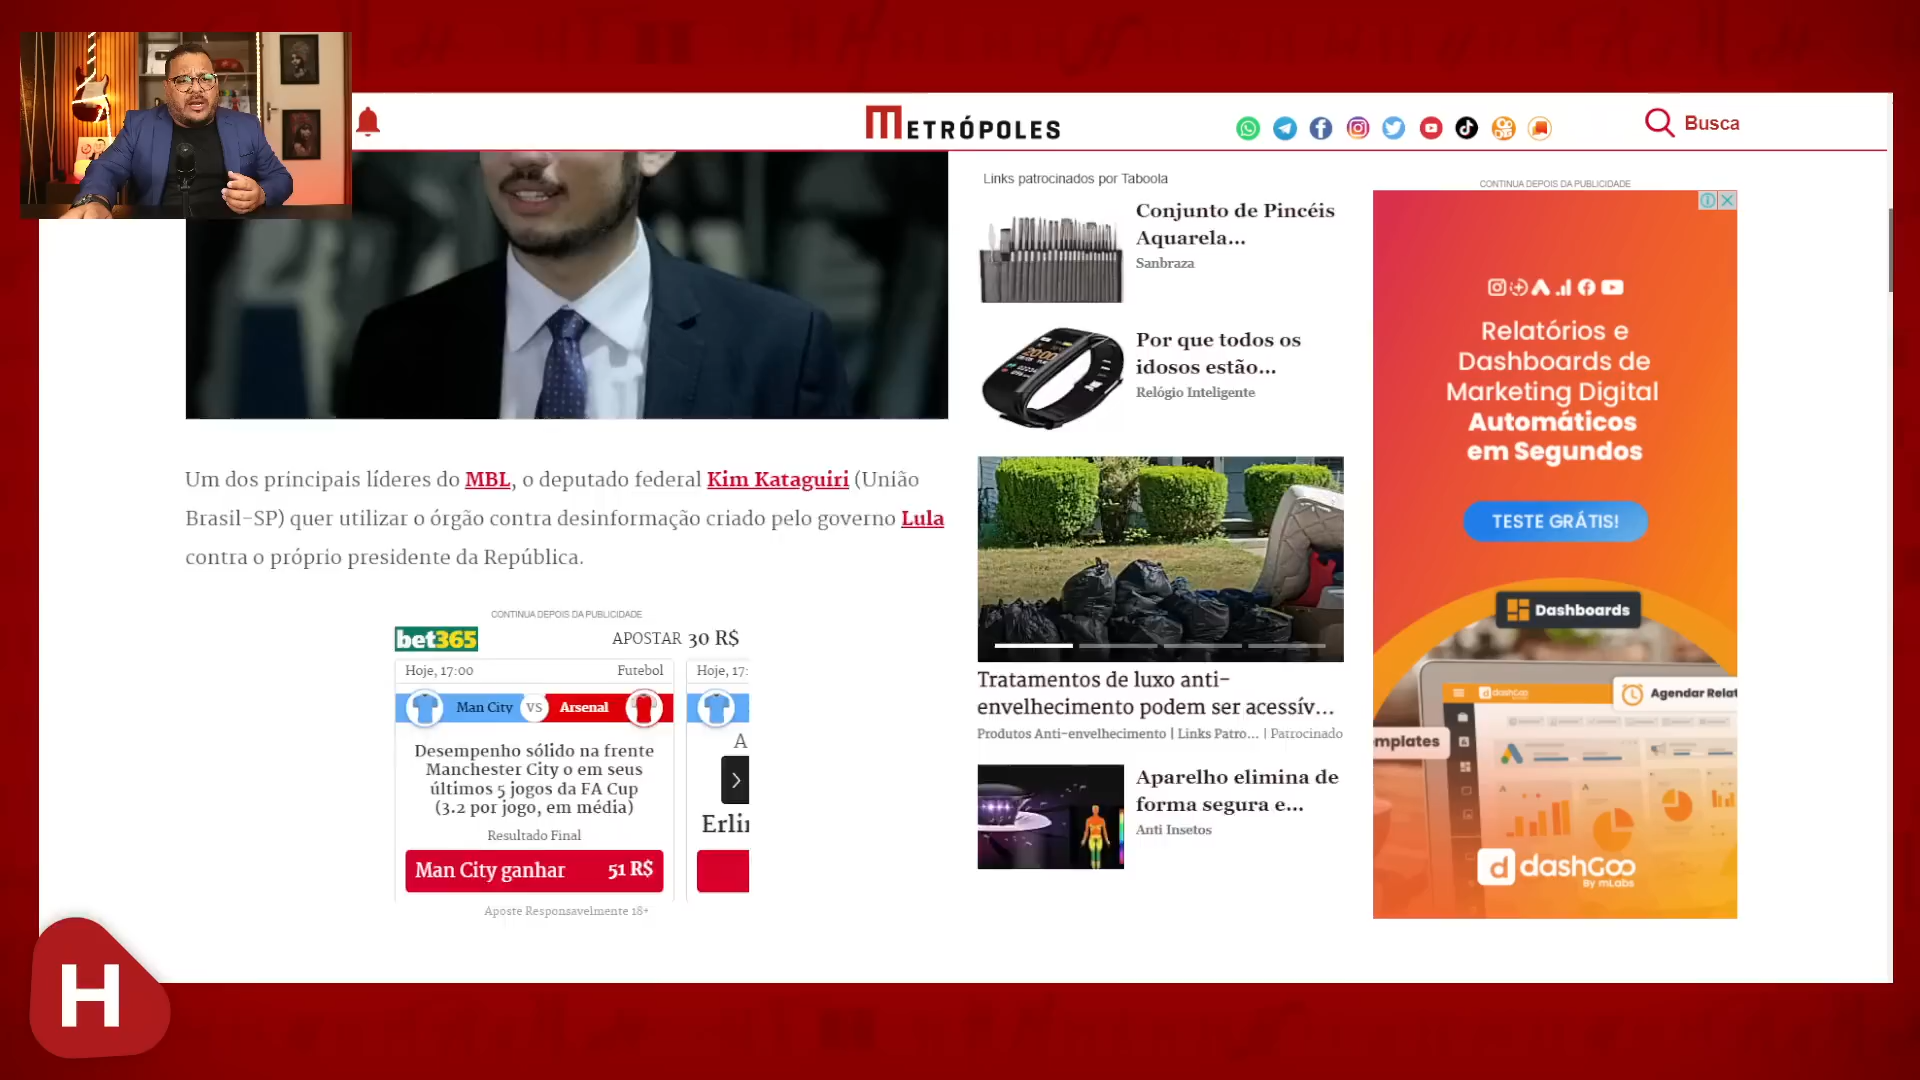 METRÓPOLES
Busca
Um dos principais líderes do MBL, o deputado federal Kim Kataguiri (União
Brasil-SP) quer utilizar o órgão contra desinformação criado pelo governo Lula
contra o próprio presidente da República.
CONTINUA DEPOIS DA PUBLICIDADE
bet365
APOSTAR 30 R$
Hoje, 17:00
Futebol
Man City
VS
Arsenal
Desempenho sólido na frente
Manchester City o em seus
últimos 5 jogos da FA Cup
(3.2 por jogo, em média)
Resultado Final
Man City ganhar
51 R$
Hoje, 17:
A
Erlin
Aposte Responsavelmente 18+
Links patrocinados por Taboola
Conjunto de Pincéis
Aquarela...
Sanbraza
Por que todos os
idosos estão...
Relógio Inteligente
Tratamentos de luxo anti-
envelhecimento podem ser acessív...
Produtos Anti-envelhecimento | Links Patro... | Patrocinado
Aparelho elimina de
forma segura e...
Anti Insetos
CONTINUA DEPOIS DA PUBLICIDADE
Relatórios e
Dashboards de
Marketing Digital
Automáticos
em Segundos
TESTE GRÁTIS!
Dashboards
dashGoo
Agendar Relat
mplates
dashGoo
By mLabs
H